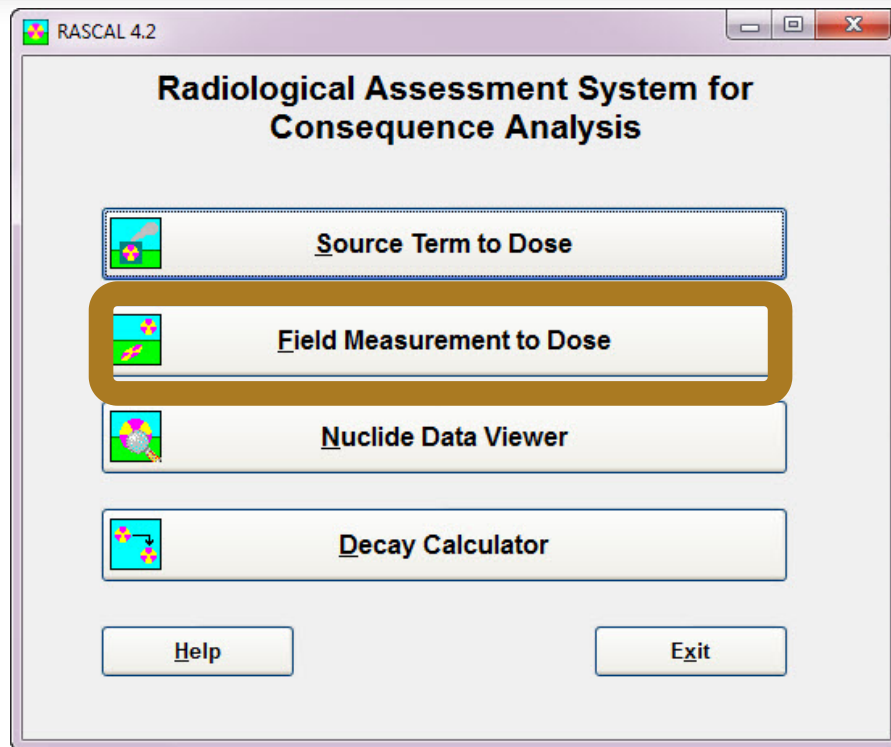 RASCAL 4.2
Radiological Assessment System for
Consequence Analysis
Source Term to Dose
Field Measurement to Dose
Nuclide Data Viewer
Decay Calculator
Help
Exit